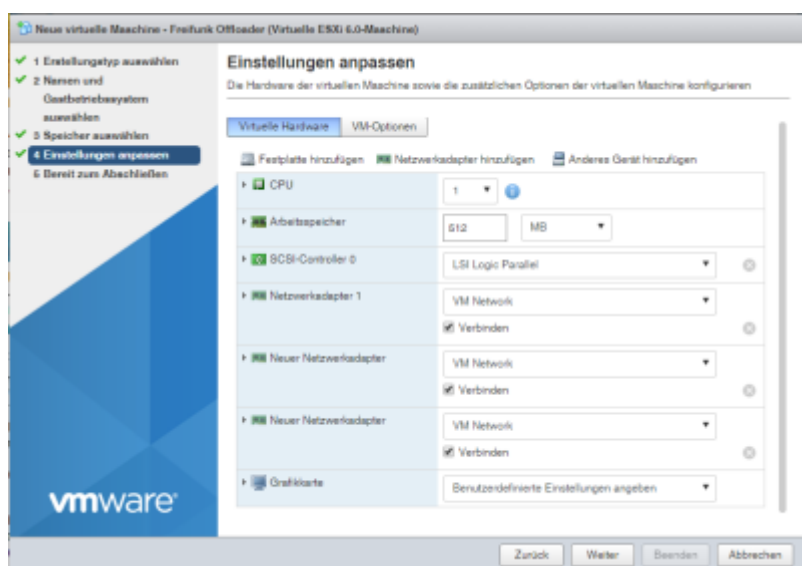 Neue virtuelle Maschine - Freifunk Offloader (Virtuelle ESXi 6.0-Maschine)
1 Erstellungstyp auswählen
2 Namen und
Gastbetriebssystem
auswählen
3 Speicher auswählen
4 Einstellungen anpassen
5 Bereit zum Abschließen
vmware
Einstellungen anpassen
Die Hardware der virtuellen Maschine sowie die zusätzlichen Optionen der virtuellen Maschine konfigurieren
Virtuelle Hardware VM-Optionen
Festplatte hinzufügen Netzwerkadapter hinzufügen Anderes Gerät hinzufügen
CPU 1
Arbeitsspeicher 512 MB
SCSI-Controller 0 LSI Logic Parallel
Netzwerkadapter 1 VM Network
Verbinden
Neuer Netzwerkadapter VM Network
Verbinden
Neuer Netzwerkadapter VM Network
Verbinden
Grafikkarte Benutzerdefinierte Einstellungen angeben
Zurück Weiter Beenden Abbrechen